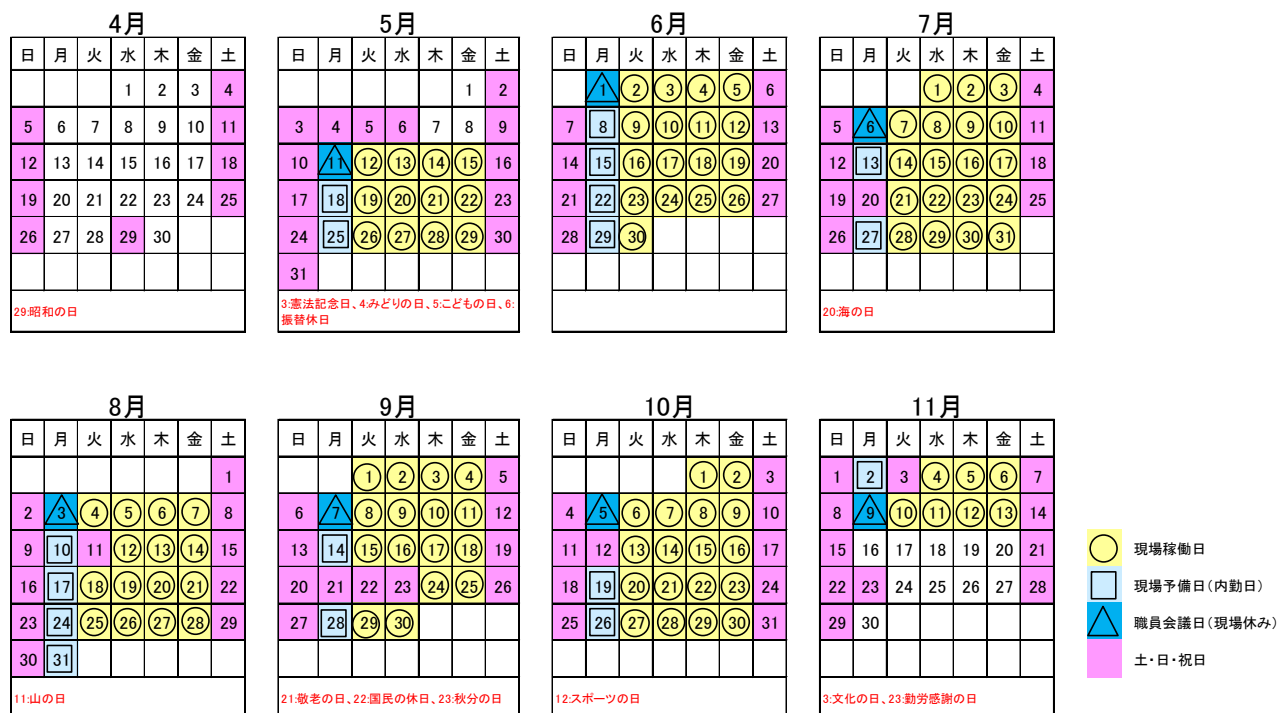 4月
日 月 火 水 木 金 土
1 2 3 4
5 6 7 8 9 10 11
12 13 14 15 16 17 18
19 20 21 22 23 24 25
26 27 28 29 30
29:昭和の日
5月
日 月 火 水 木 金 土
1 2
3 4 5 6 7 8 9
10 11 12 13 14 15 16
17 18 19 20 21 22 23
24 25 26 27 28 29 30
31
3:憲法記念日、4:みどりの日、5:こどもの日、6:
振替休日
6月
日 月 火 水 木 金 土
1 2 3 4 5 6
7 8 9 10 11 12 13
14 15 16 17 18 19 20
21 22 23 24 25 26 27
28 29 30
7月
日 月 火 水 木 金 土
1 2 3 4
5 6 7 8 9 10 11
12 13 14 15 16 17 18
19 20 21 22 23 24 25
26 27 28 29 30 31
20:海の日
8月
日 月 火 水 木 金 土
1
2 3 4 5 6 7 8
9 10 11 12 13 14 15
16 17 18 19 20 21 22
23 24 25 26 27 28 29
30 31
11:山の日
9月
日 月 火 水 木 金 土
1 2 3 4 5
6 7 8 9 10 11 12
13 14 15 16 17 18 19
20 21 22 23 24 25 26
27 28 29 30
21:敬老の日、22:国民の休日、23:秋分の日
10月
日 月 火 水 木 金 土
1 2 3
4 5 6 7 8 9 10
11 12 13 14 15 16 17
18 19 20 21 22 23 24
25 26 27 28 29 30 31
12:スポーツの日
11月
日 月 火 水 木 金 土
1 2 3 4 5 6 7
8 9 10 11 12 13 14
15 16 17 18 19 20 21
22 23 24 25 26 27 28
29 30
3:文化の日、23:勤労感謝の日
現場稼働日
現場予備日(内勤日)
職員会議日(現場休み)
土・日・祝日